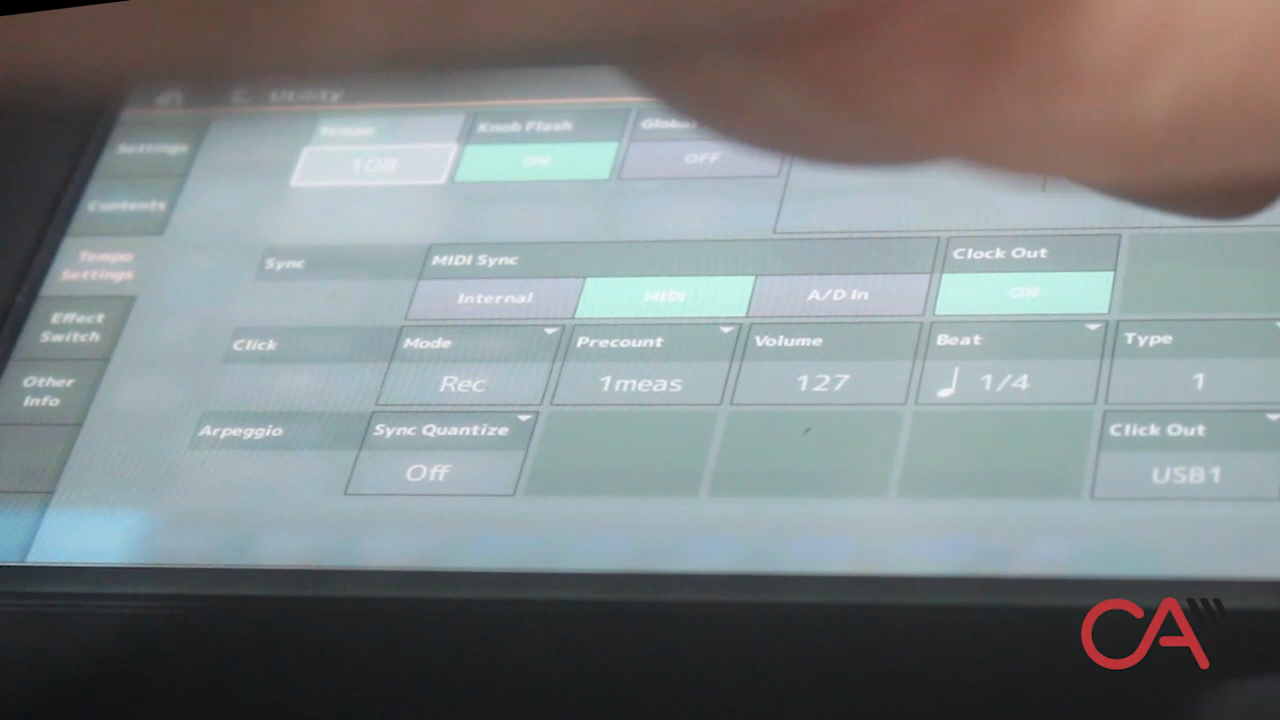 Utility
Tempo
Knob Flash
Global
108
ON
OFF
Settings
Contents
Tempo
Settings
Effect
Switch
Other
Info
Sync
MIDI Sync
Clock Out
Internal
MIDI
A/D In
ON
Click
Mode
Precount
Volume
Beat
Type
Rec
1meas
127
1/4
1
Arpeggio
Sync Quantize
Click Out
Off
USB1
CA